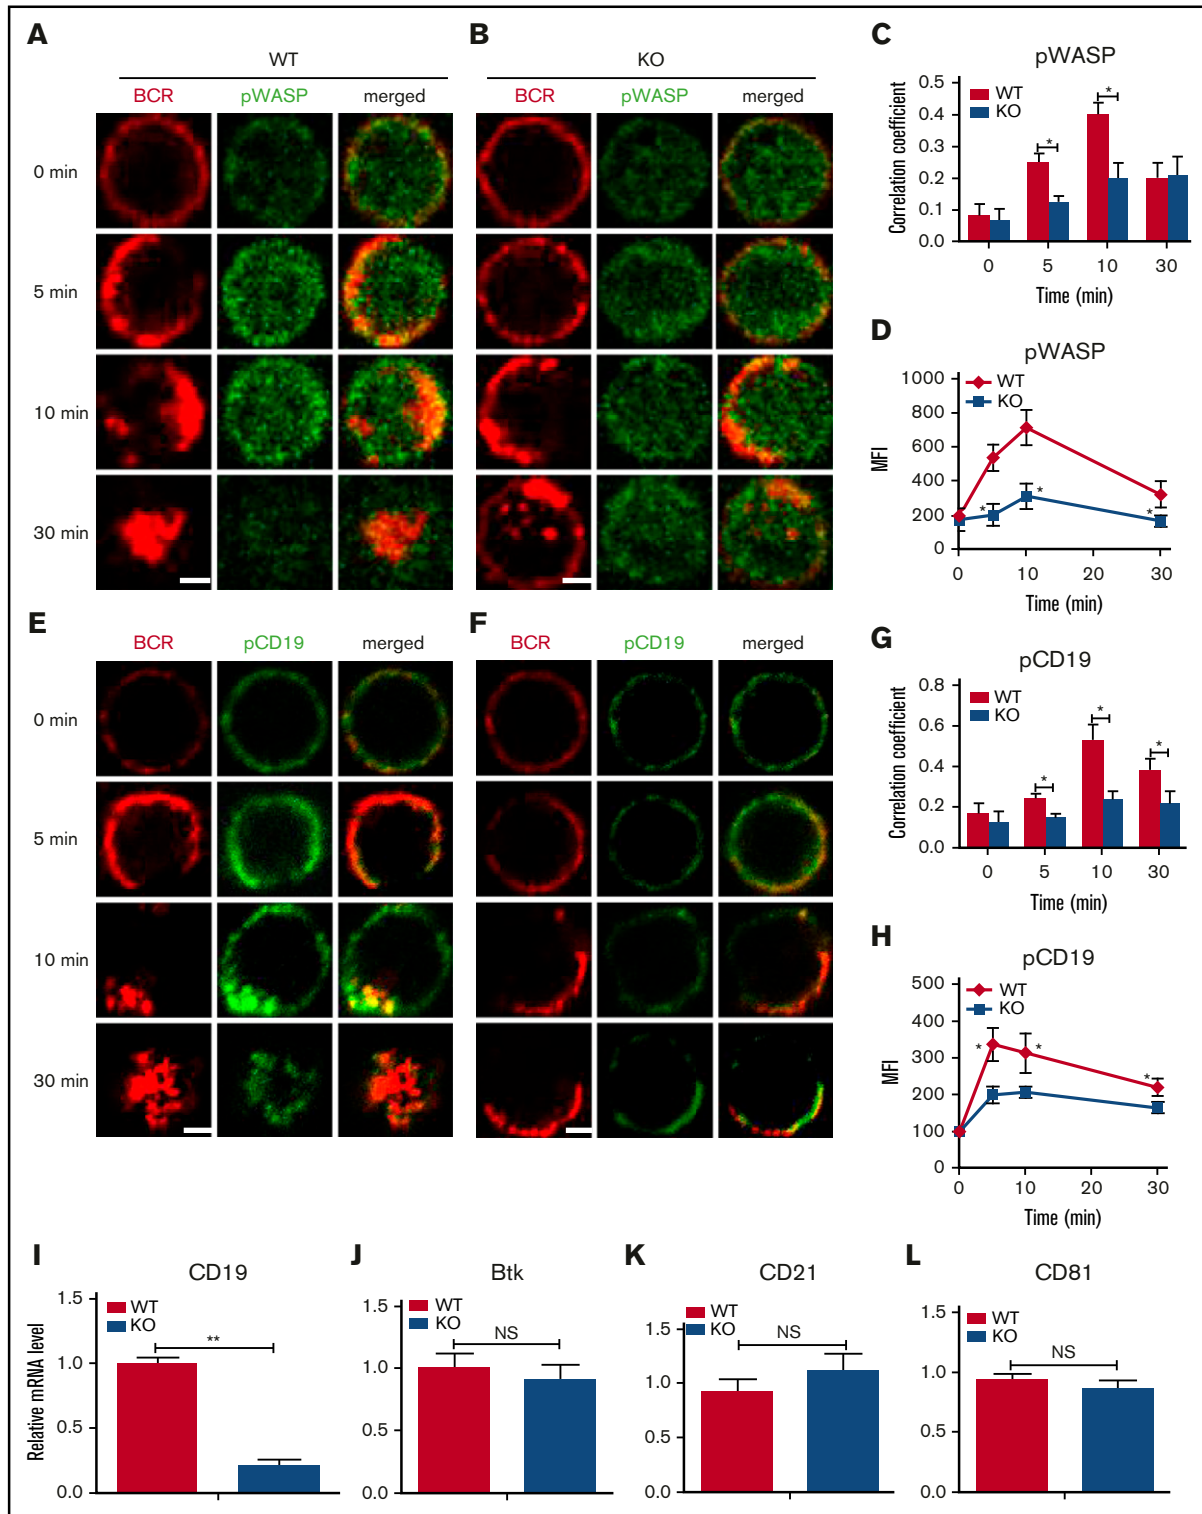 A
WT
BCR pWASP merged
0 min
5 min
10 min
30 min
B
KO
BCR pWASP merged
C
pWASP
WT
KO
Correlation coefficient
0.5
0.4
0.3
0.2
0.1
0.0
* *
0 5 10 30
Time (min)
D
pWASP
WT
KO
MFI
1000
800
600
400
200
0
* * *
0 10 20 30
Time (min)
E
BCR pCD19 merged
0 min
5 min
10 min
30 min
F
BCR pCD19 merged
G
pCD19
WT
KO
Correlation coefficient
0.8
0.6
0.4
0.2
0.0
* * *
0 5 10 30
Time (min)
H
pCD19
WT
KO
MFI
500
400
300
200
100
0
* * *
0 10 20 30
Time (min)
I
CD19
WT
KO
Relative mRNA level
1.5
1.0
0.5
0.0
**
J
Btk
WT
KO
1.5
1.0
0.5
0.0
NS
K
CD21
WT
KO
1.5
1.0
0.5
0.0
NS
L
CD81
WT
KO
1.5
1.0
0.5
0.0
NS